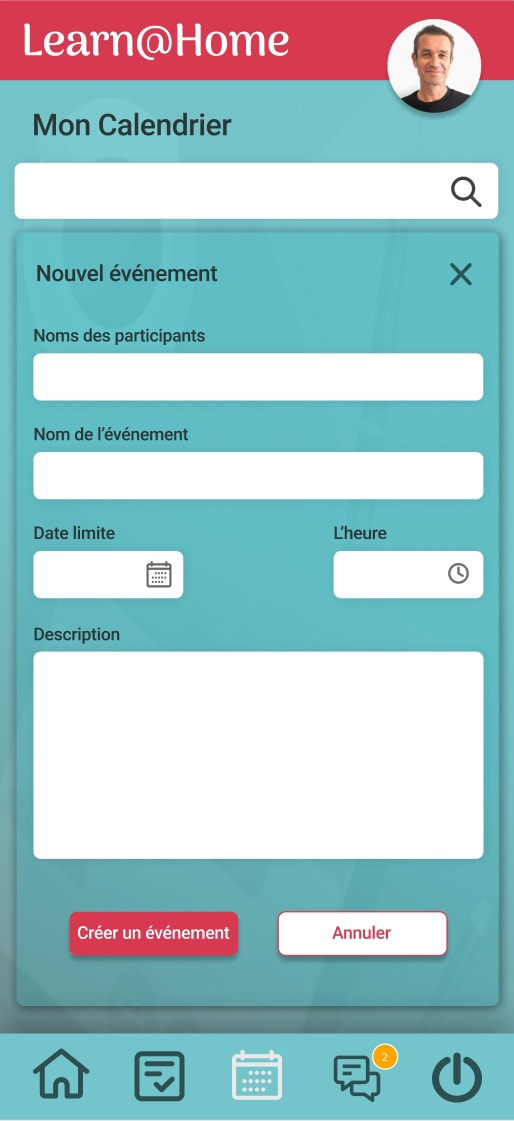 Learn@Home
Mon Calendrier
Nouvel événement
Noms des participants
Nom de l'événement
Date limite
L'heure
Description
Créer un événement
Annuler
2